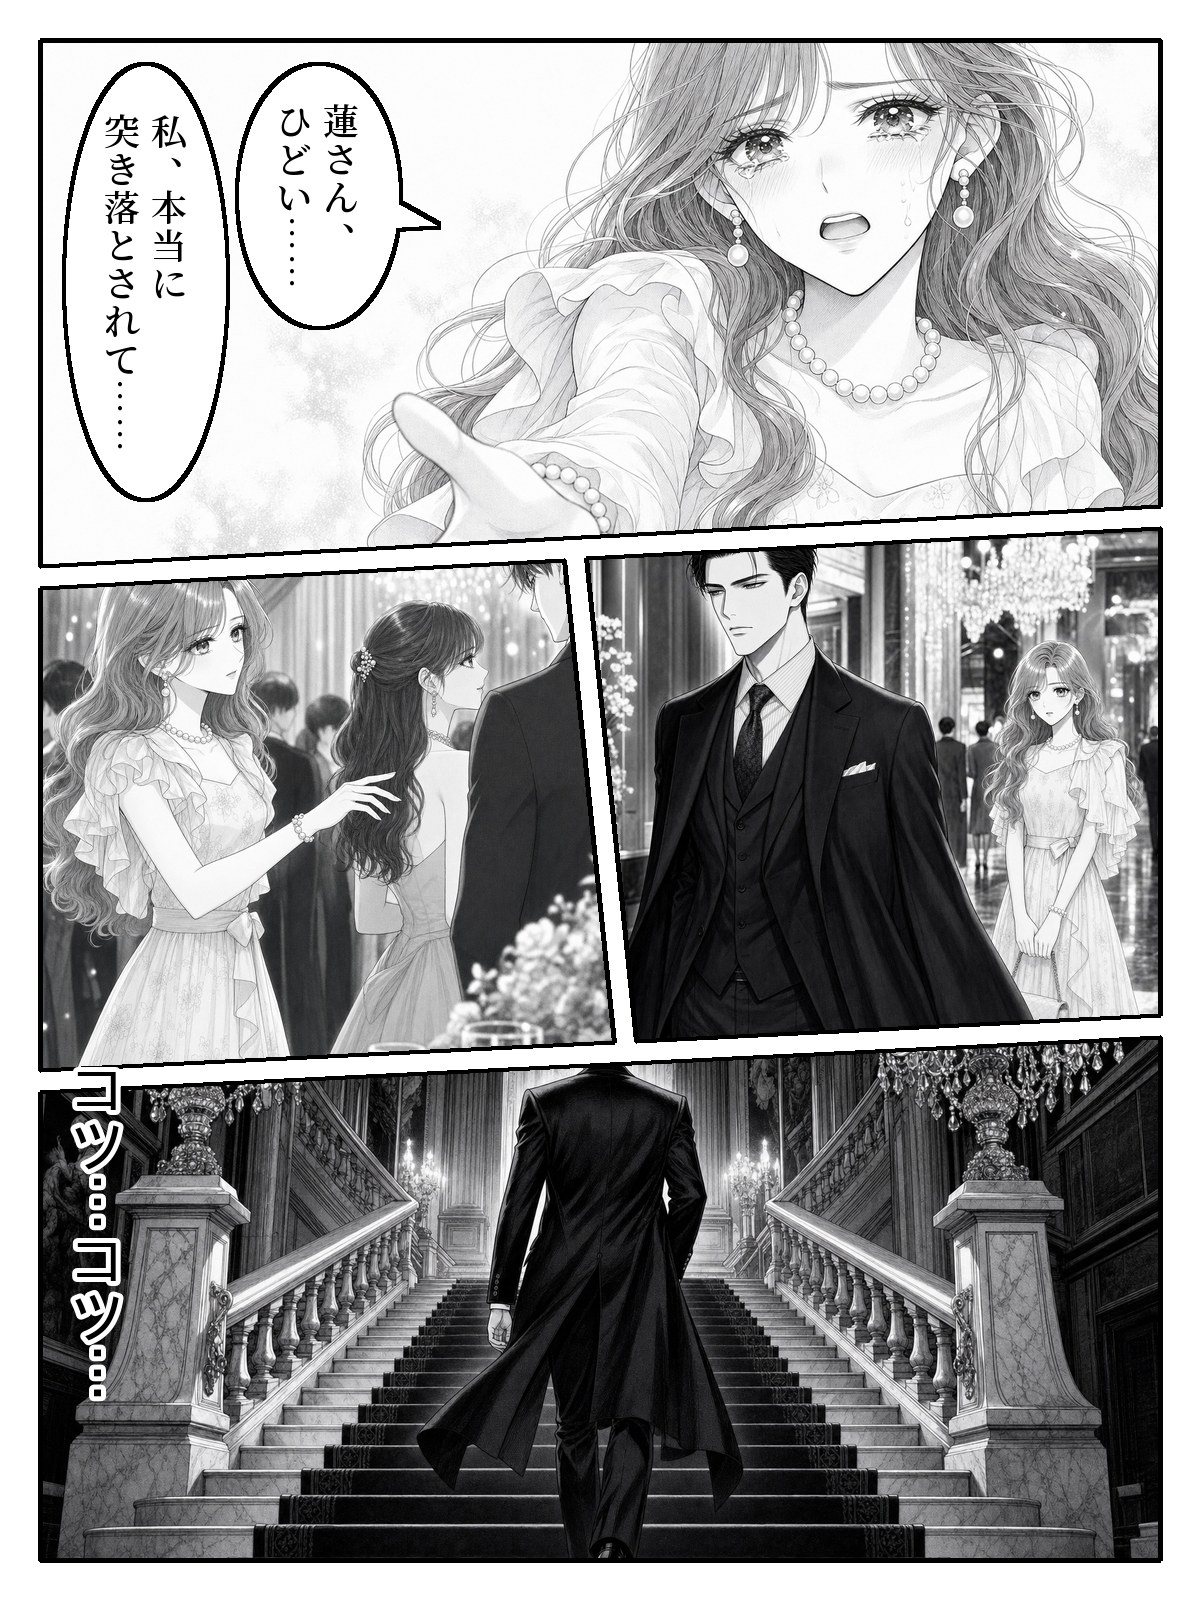 蓮さん、
ひどい……
私、本当に
突き落とされて……
コツ…コツ…